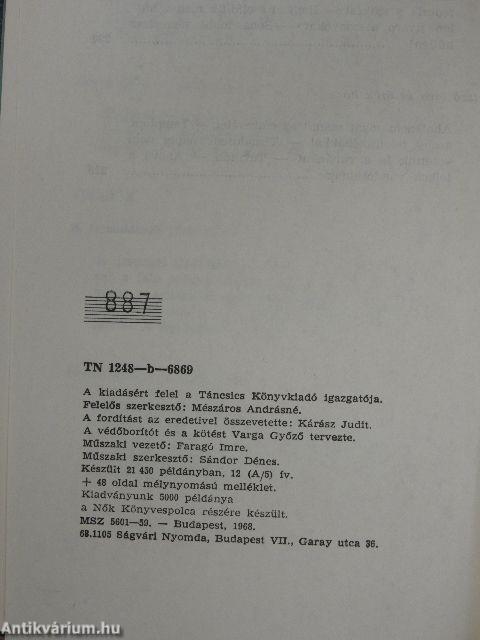 887
TN 1248—b—6869
A kiadásért felel a Táncsics Könyvkiadó igazgatója.
Felelős szerkesztő: Mészáros Andrásné.
A fordítást az eredetivel összevetette: Kárász Judit.
A védőborítót és a kötést Varga Győző tervezte.
Műszaki vezető: Faragó Imre.
Műszaki szerkesztő: Sándor Dénes.
Készült 21 450 példányban, 12 (A/5) ív.
+ 48 oldal mélynyomású melléklet.
Kiadványunk 5000 példánya
a Nők Könyvespolca részére készült.
MSZ 5601—59. — Budapest, 1968.
68.1105 Ságvári Nyomda, Budapest VII., Garay utca 36.
Antikvárium.hu